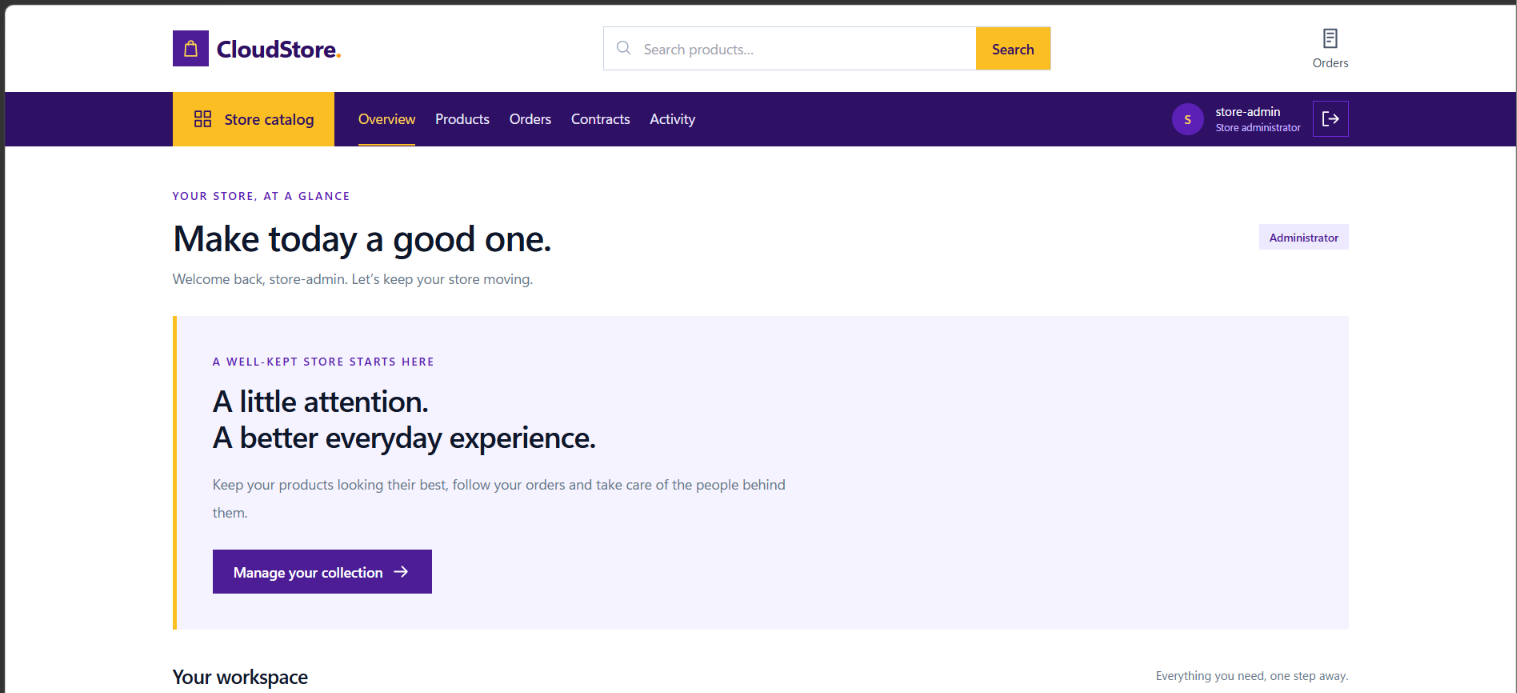 CloudStore.
Search products...
Search
Orders
Store catalog
Overview
Products
Orders
Contracts
Activity
S
store-admin
Store administrator
YOUR STORE, AT A GLANCE
Make today a good one.
Administrator
Welcome back, store-admin. Let’s keep your store moving.
A WELL-KEPT STORE STARTS HERE
A little attention.
A better everyday experience.
Keep your products looking their best, follow your orders and take care of the people behind
them.
Manage your collection
Your workspace
Everything you need, one step away.